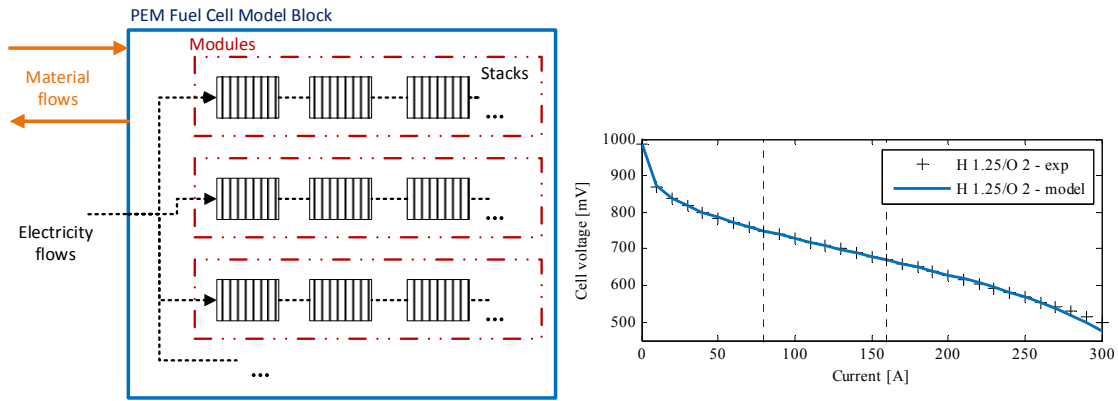 PEM Fuel Cell Model Block
Modules
Stacks
Material
flows
...
...
Electricity
flows
...
...
1000
900
800
700
600
500
Cell voltage [mV]
H 1.25/O 2 - exp
H 1.25/O 2 - model
0
50
100
150
200
250
300
Current [A]